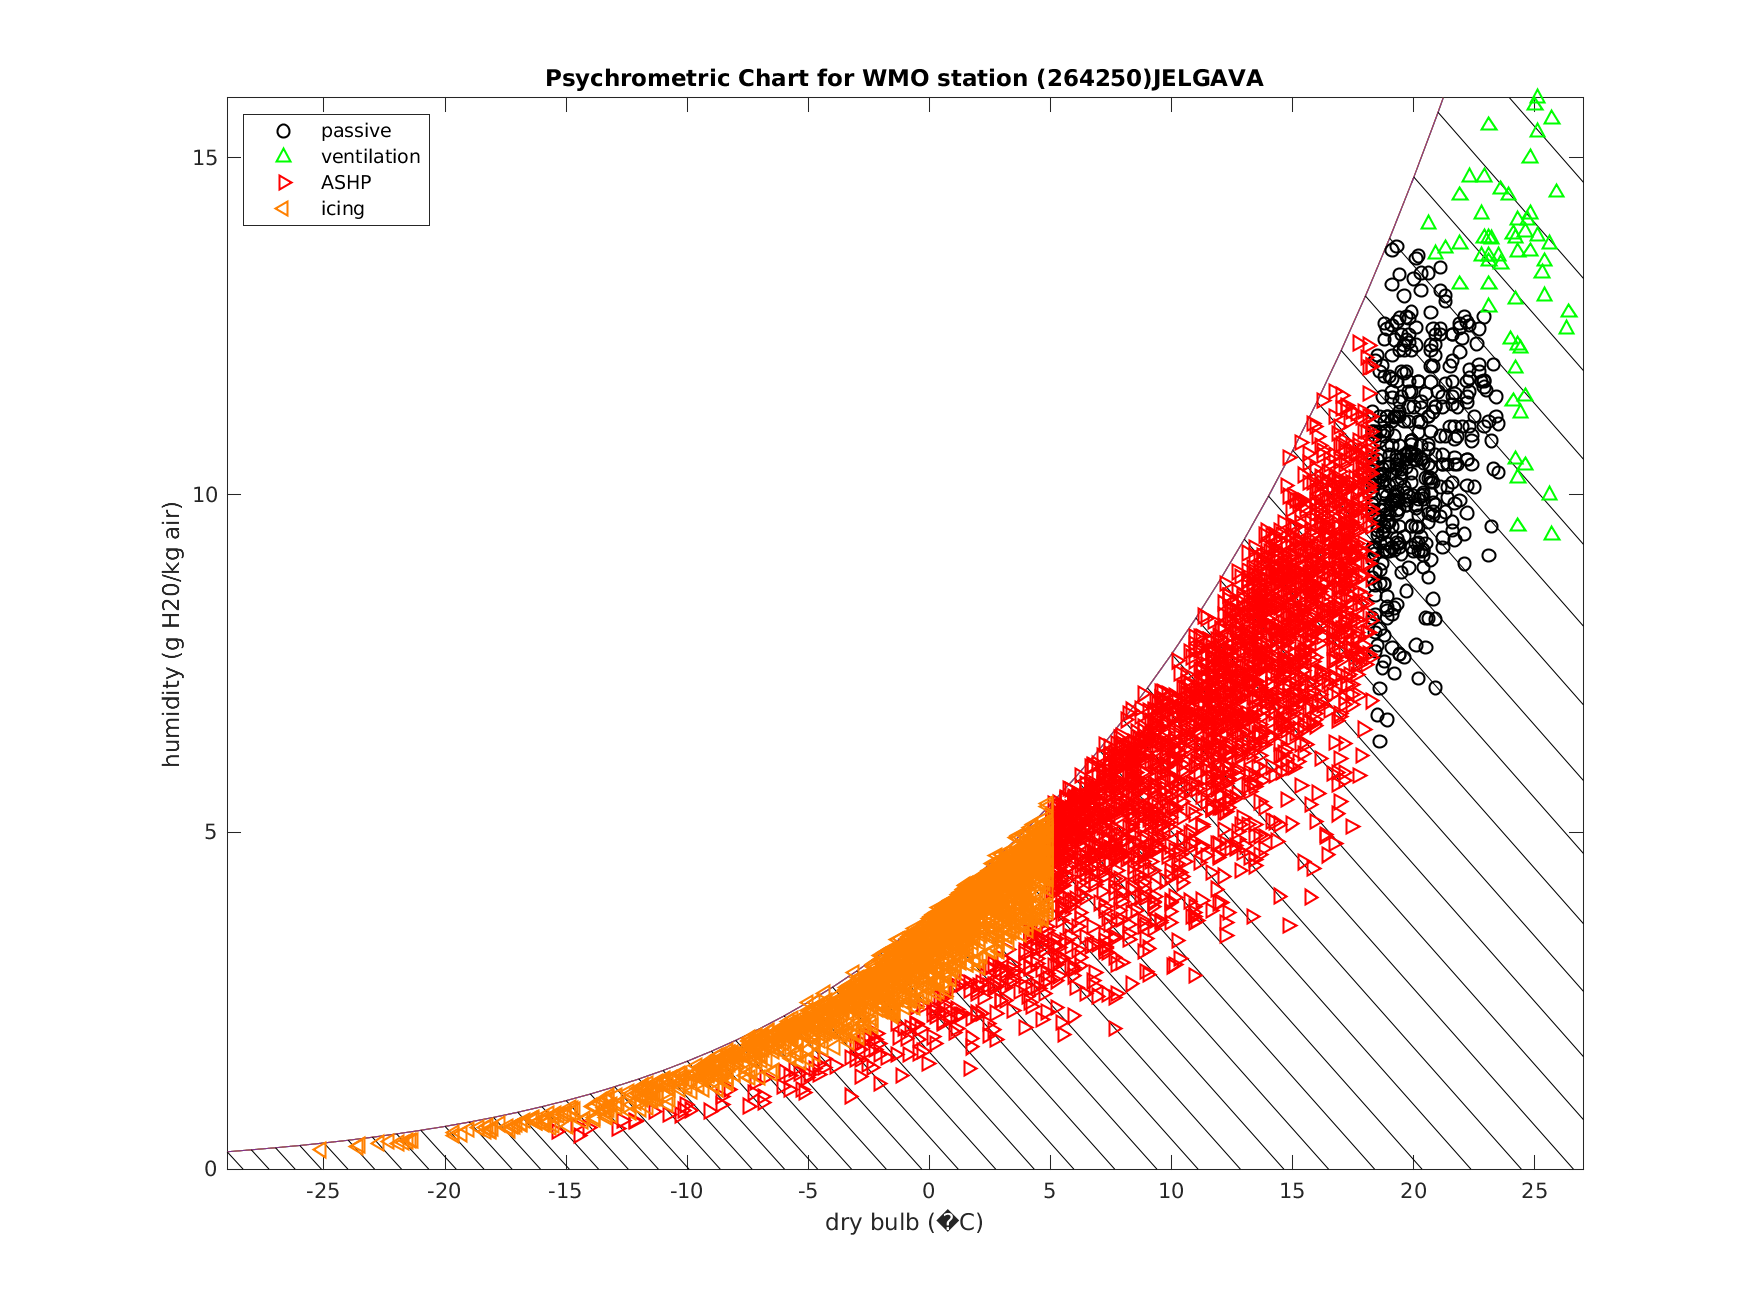 Psychrometric Chart for WMO station (264250)JELGAVA
passive
ventilation
ASHP
icing
15
10
5
0
humidity (g H20/kg air)
-25 -20 -15 -10 -5 0 5 10 15 20 25
dry bulb (�C)